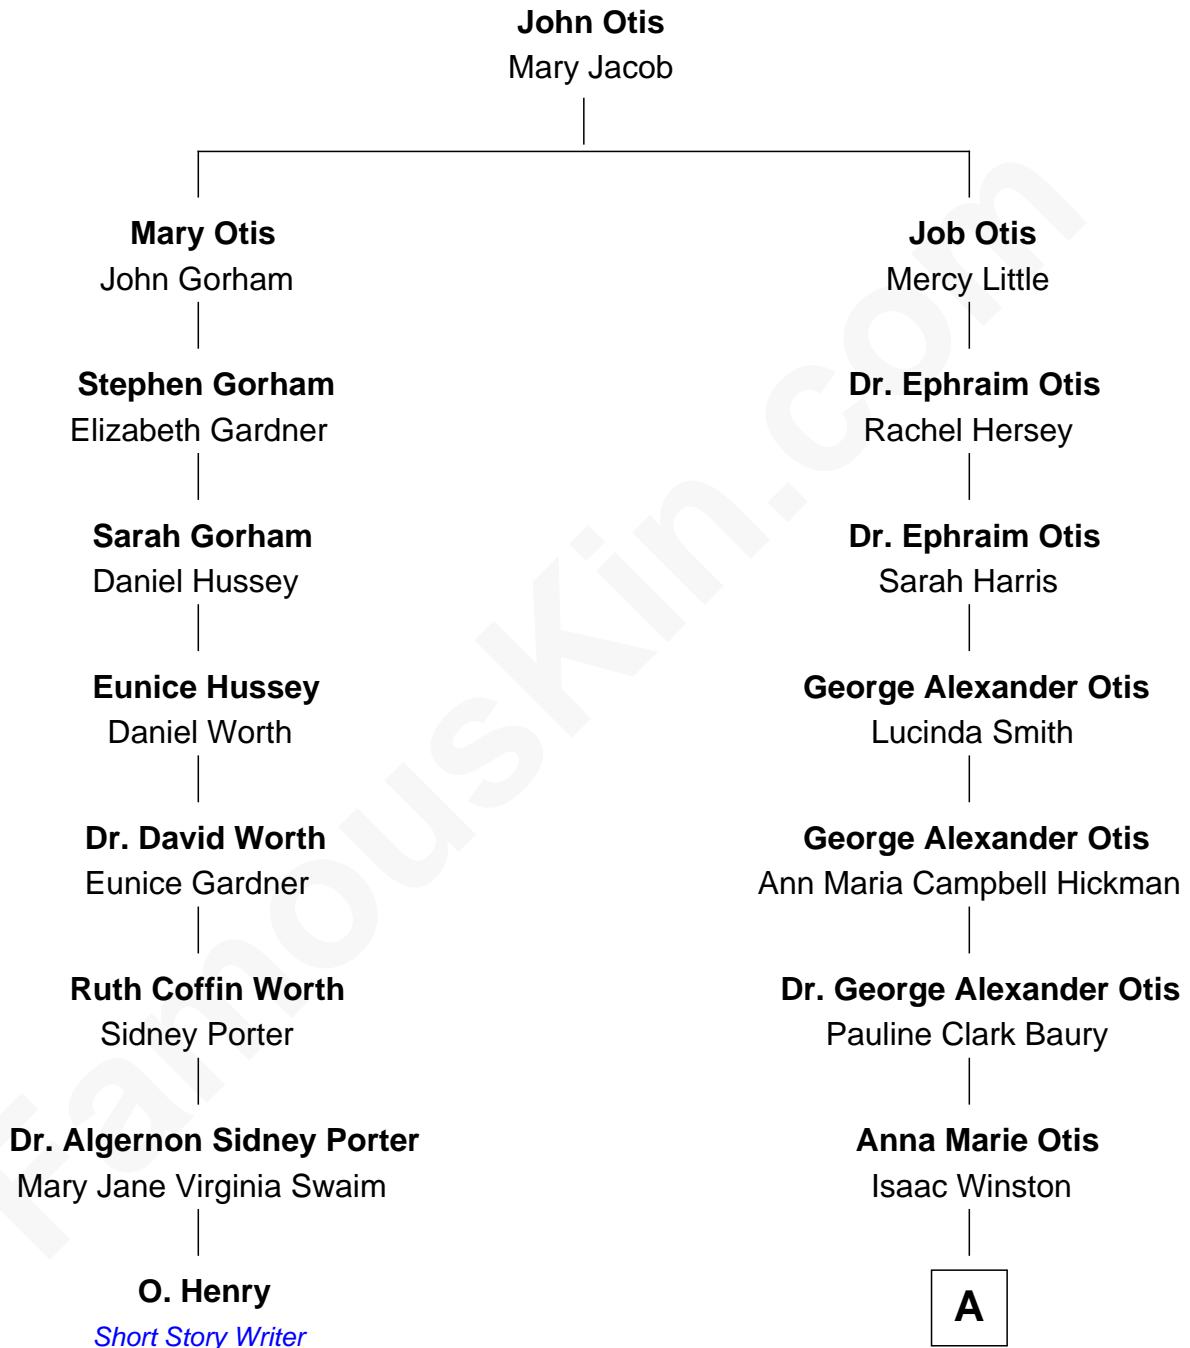 John Otis
Mary Jacob
Mary Otis
John Gorham
Job Otis
Mercy Little
Stephen Gorham
Elizabeth Gardner
Dr. Ephraim Otis
Rachel Hersey
Sarah Gorham
Daniel Hussey
Dr. Ephraim Otis
Sarah Harris
Eunice Hussey
Daniel Worth
George Alexander Otis
Lucinda Smith
Dr. David Worth
Eunice Gardner
George Alexander Otis
Ann Maria Campbell Hickman
Ruth Coffin Worth
Sidney Porter
Dr. George Alexander Otis
Pauline Clark Baury
Dr. Algernon Sidney Porter
Mary Jane Virginia Swaim
Anna Marie Otis
Isaac Winston
O. Henry
Short Story Writer
A
FamousKin.com